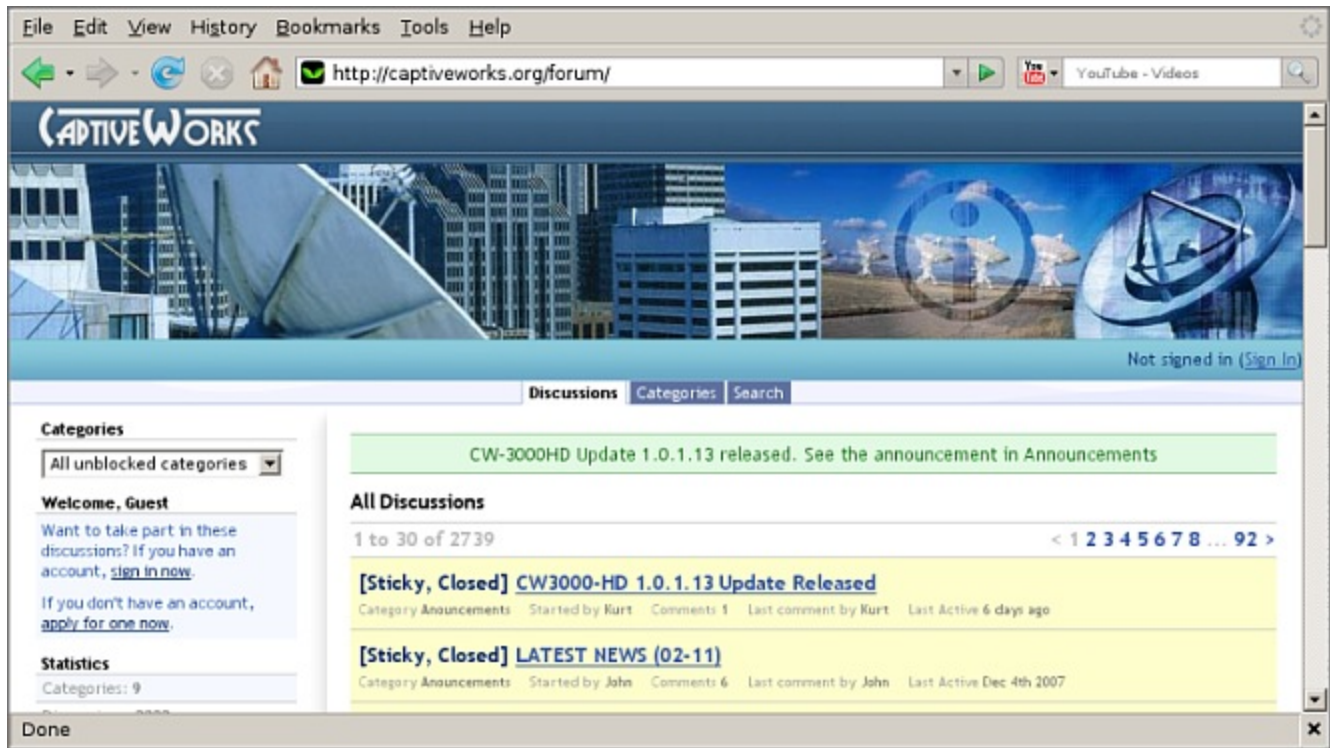 File Edit View History Bookmarks Tools Help
http://captiveworks.org/forum/
You Tube YouTube - Videos
CAPTIVEWORKS
Not signed in (Sign In)
Discussions Categories Search
Categories
All unblocked categories
Welcome, Guest
Want to take part in these
discussions? If you have an
account, sign in now.
If you don't have an account,
apply for one now.
Statistics
Categories: 9
CW-3000HD Update 1.0.1.13 released. See the announcement in Announcements
All Discussions
1 to 30 of 2739 < 1 2 3 4 5 6 7 8 ... 92 >
[Sticky, Closed] CW3000-HD 1.0.1.13 Update Released
Category Anouncements Started by Kurt Comments 1 Last comment by Kurt Last Active 6 days ago
[Sticky, Closed] LATEST NEWS (02-11)
Category Anouncements Started by John Comments 6 Last comment by John Last Active Dec 4th 2007
Done